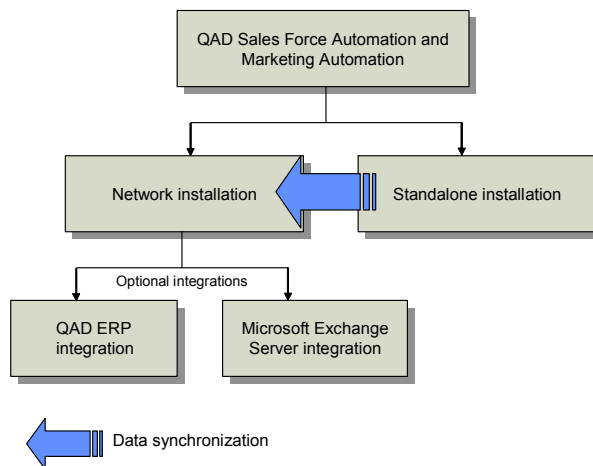 QAD Sales Force Automation and
Marketing Automation
Network installation
Standalone installation
Optional integrations
QAD ERP
integration
Microsoft Exchange
Server integration
Data synchronization